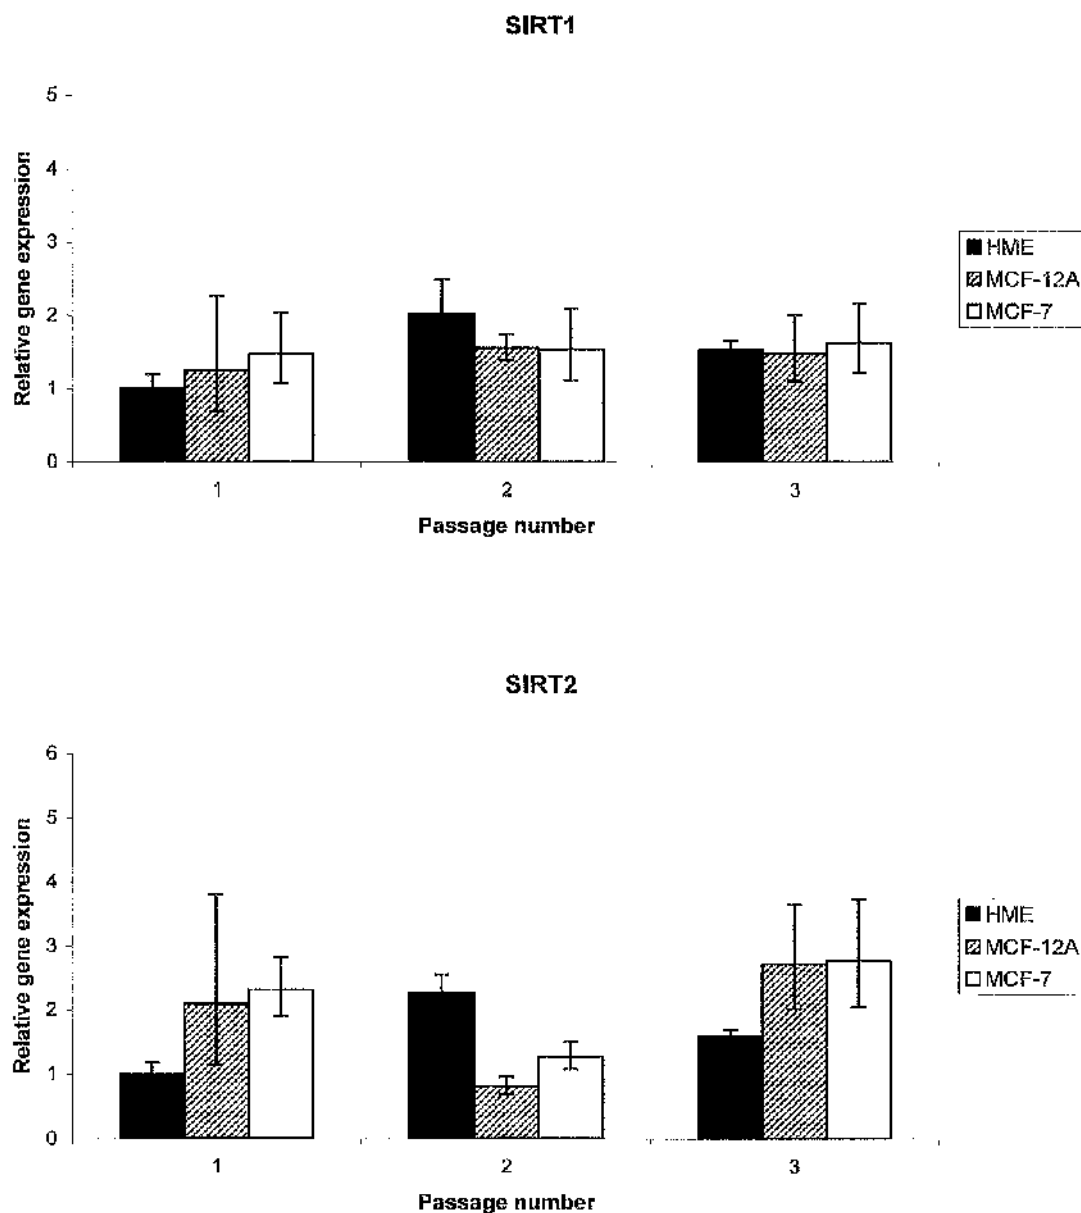 SIRT1
5
4
3
2
1
0
Relative gene expression
1
2
3
Passage number
HME
MCF-12A
MCF-7
SIRT2
6
5
4
3
2
1
0
Relative gene expression
1
2
3
Passage number
HME
MCF-12A
MCF-7